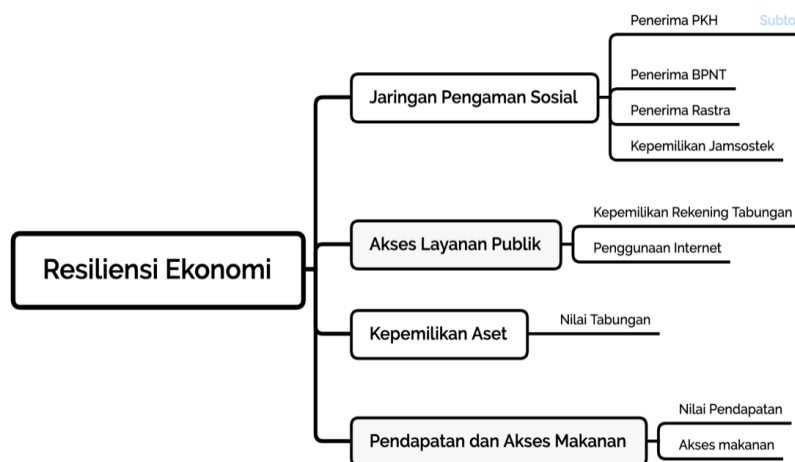 Penerima PKH
Subto
Penerima BPNT
Jaringan Pengaman Sosial
Penerima Rastra
Kepemilikan Jamsostek
Kepemilikan Rekening Tabungan
Akses Layanan Publik
Penggunaan Internet
Resiliensi Ekonomi
Kepemilikan Aset
Nilai Tabungan
Nilai Pendapatan
Pendapatan dan Akses Makanan
Akses makanan